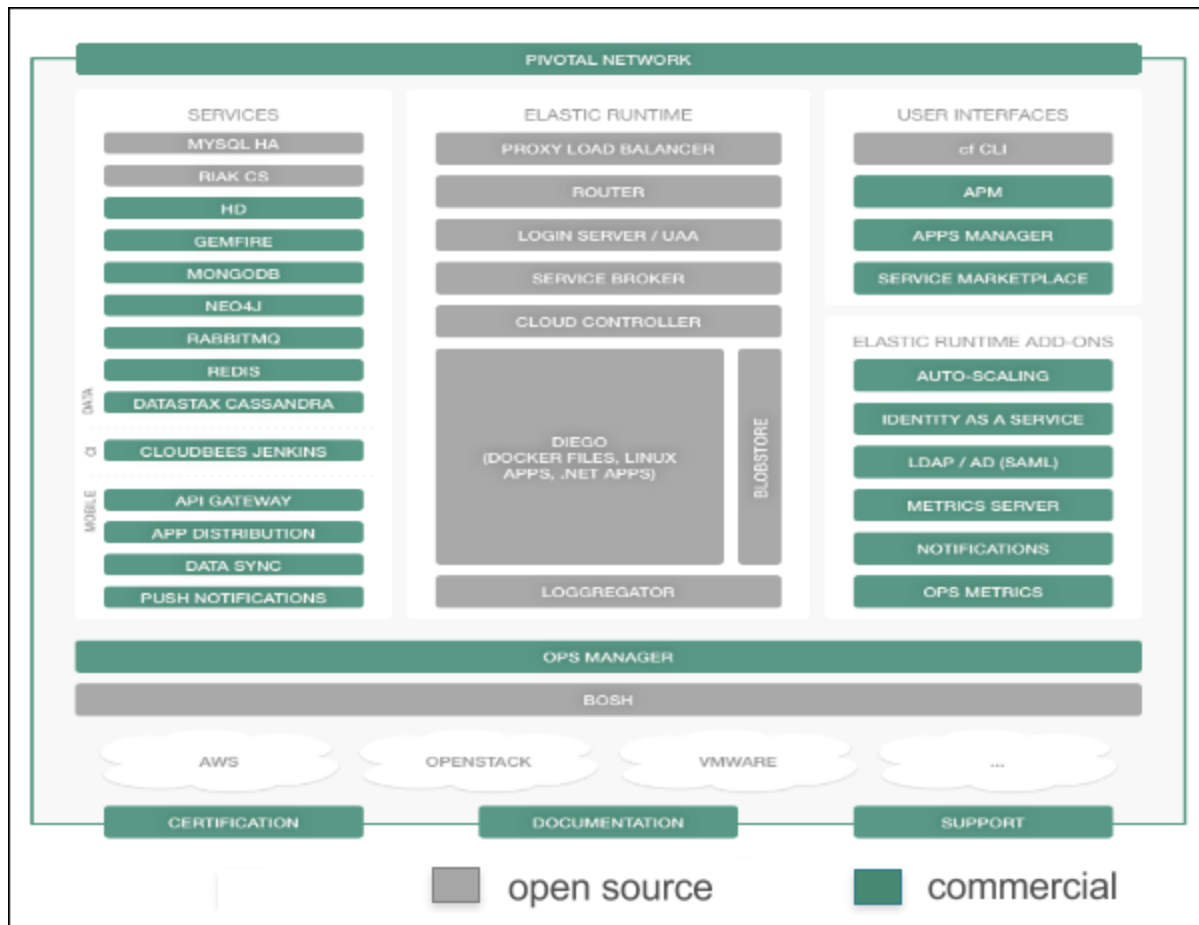 PIVOTAL NETWORK
SERVICES
MYSQL HA
RIAK CS
HD
GEMFIRE
MONGODB
NEO4J
RABBITMQ
REDIS
DATASTAX CASSANDRA
DATA
CLOUDBEES JENKINS
CI
API GATEWAY
APP DISTRIBUTION
DATA SYNC
PUSH NOTIFICATIONS
MOBILE
ELASTIC RUNTIME
PROXY LOAD BALANCER
ROUTER
LOGIN SERVER / UAA
SERVICE BROKER
CLOUD CONTROLLER
DIEGO
(DOCKER FILES, LINUX
APPS, .NET APPS)
BLOBSTORE
LOGGREGATOR
USER INTERFACES
cf CLI
APM
APPS MANAGER
SERVICE MARKETPLACE
ELASTIC RUNTIME ADD-ONS
AUTO-SCALING
IDENTITY AS A SERVICE
LDAP / AD (SAML)
METRICS SERVER
NOTIFICATIONS
OPS METRICS
OPS MANAGER
BOSH
AWS
OPENSTACK
VMWARE
...
CERTIFICATION
DOCUMENTATION
SUPPORT
open source
commercial